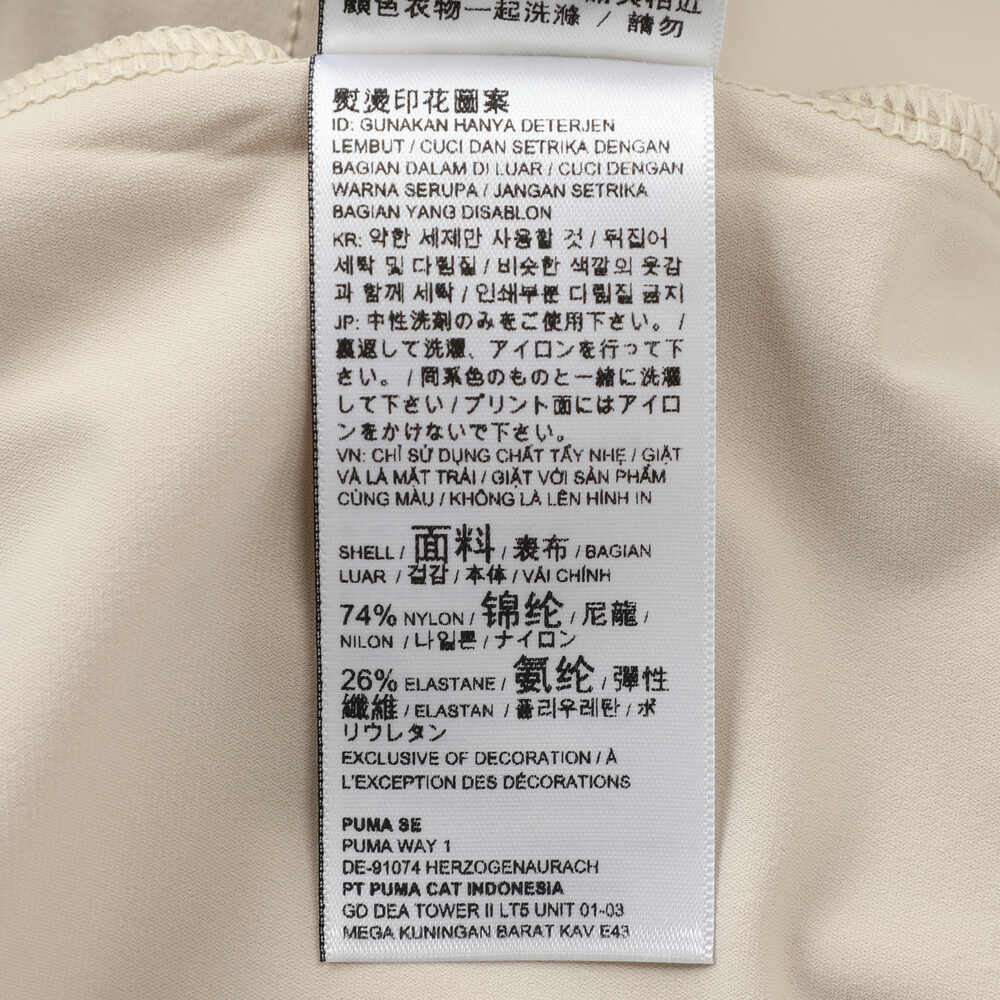 顏色衣物一起洗滌 / 請勿
熨燙印花圖案
ID: GUNAKAN HANYA DETERJEN
LEMBUT / CUCI DAN SETRIKA DENGAN
BAGIAN DALAM DI LUAR / CUCI DENGAN
WARNA SERUPA / JANGAN SETRIKA
BAGIAN YANG DISABLON
KR: 약한 세제만 사용할 것 / 뒤집어
세탁 및 다림질 / 비슷한 색깔의 옷감
과 함께 세탁 / 인쇄부분 다림질 금지
JP: 中性洗剤のみをご使用下さい。 /
裏返して洗濯、アイロンを行って下
さい。 / 同系色のものと一緒に洗濯
して下さい / プリント面にはアイロ
ンをかけないで下さい。
VN: CHỈ SỬ DỤNG CHẤT TẨY NHẸ / GIẶT
VÀ LÀ MẶT TRÁI / GIẶT VỚI SẢN PHẨM
CÙNG MÀU / KHÔNG LÀ LÊN HÌNH IN
SHELL / 面料 / 表布 / BAGIAN
LUAR / 겉감 / 本体 / VẢI CHÍNH
74% NYLON / 锦纶 / 尼龍 /
NILON / 나일론 / ナイロン
26% ELASTANE / 氨纶 / 彈性
纖維 / ELASTAN / 폴리우레탄 / ポ
リウレタン
EXCLUSIVE OF DECORATION / À
L'EXCEPTION DES DÉCORATIONS
PUMA SE
PUMA WAY 1
DE-91074 HERZOGENAURACH
PT PUMA CAT INDONESIA
GD DEA TOWER II LT5 UNIT 01-03
MEGA KUNINGAN BARAT KAV E43